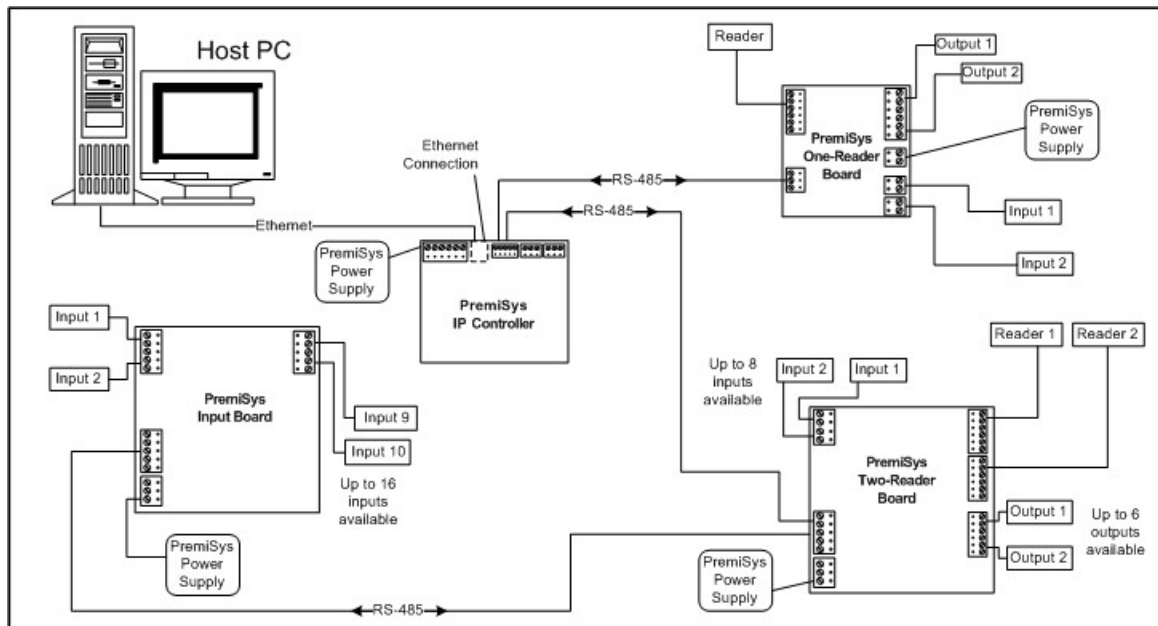 Host PC
Ethernet
Connection
Ethernet
RS-485
RS-485
PremiSys
Power
Supply
PremiSys
IP Controller
Reader
Output 1
Output 2
PremiSys
One-Reader
Board
PremiSys
Power
Supply
Input 1
Input 2
Input 1
Input 2
PremiSys
Input Board
Input 9
Input 10
Up to 16
inputs
available
PremiSys
Power
Supply
RS-485
Up to 8
inputs
available
Input 2
Input 1
Reader 1
Reader 2
PremiSys
Two-Reader
Board
Output 1
Output 2
Up to 6
outputs
available
PremiSys
Power
Supply